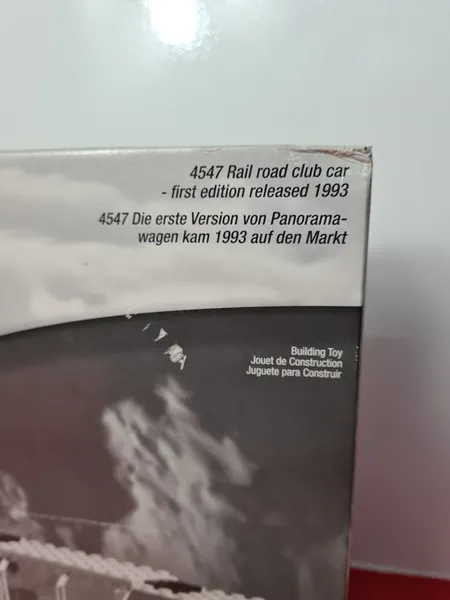 4547 Rail road club car
- first edition released 1993
4547 Die erste Version von Panorama-
wagen kam 1993 auf den Markt
Building Toy
Jouet de Construction
Juguete para Construir